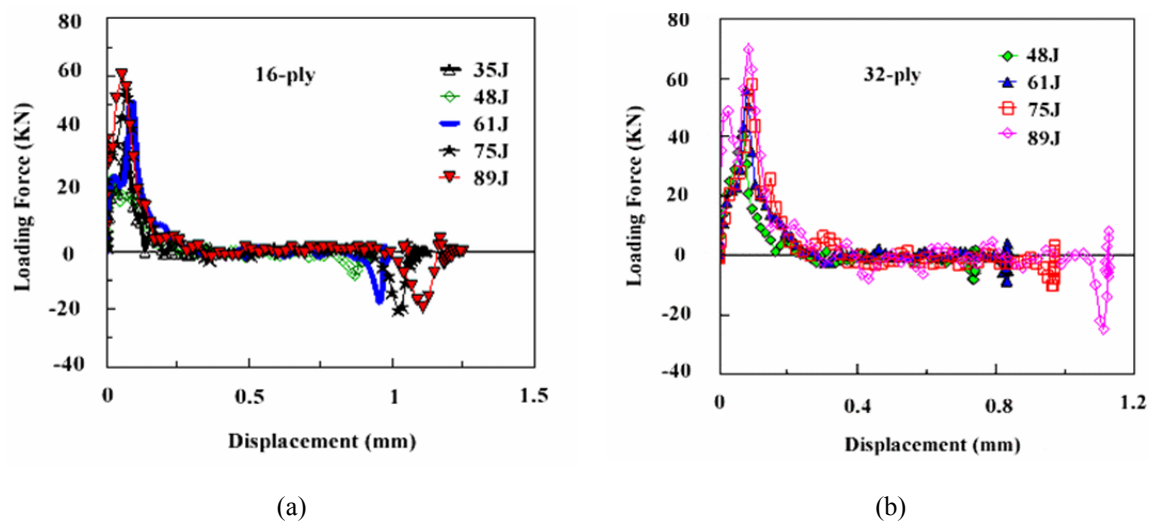 80
60
40
20
0
-20
-40
Loading Force (KN)
16-ply
35J
48J
61J
75J
89J
0
0.5
1
1.5
Displacement (mm)
(a)
80
60
40
20
0
-20
-40
Loading Force (KN)
32-ply
48J
61J
75J
89J
0
0.4
0.8
1.2
Displacement (mm)
(b)